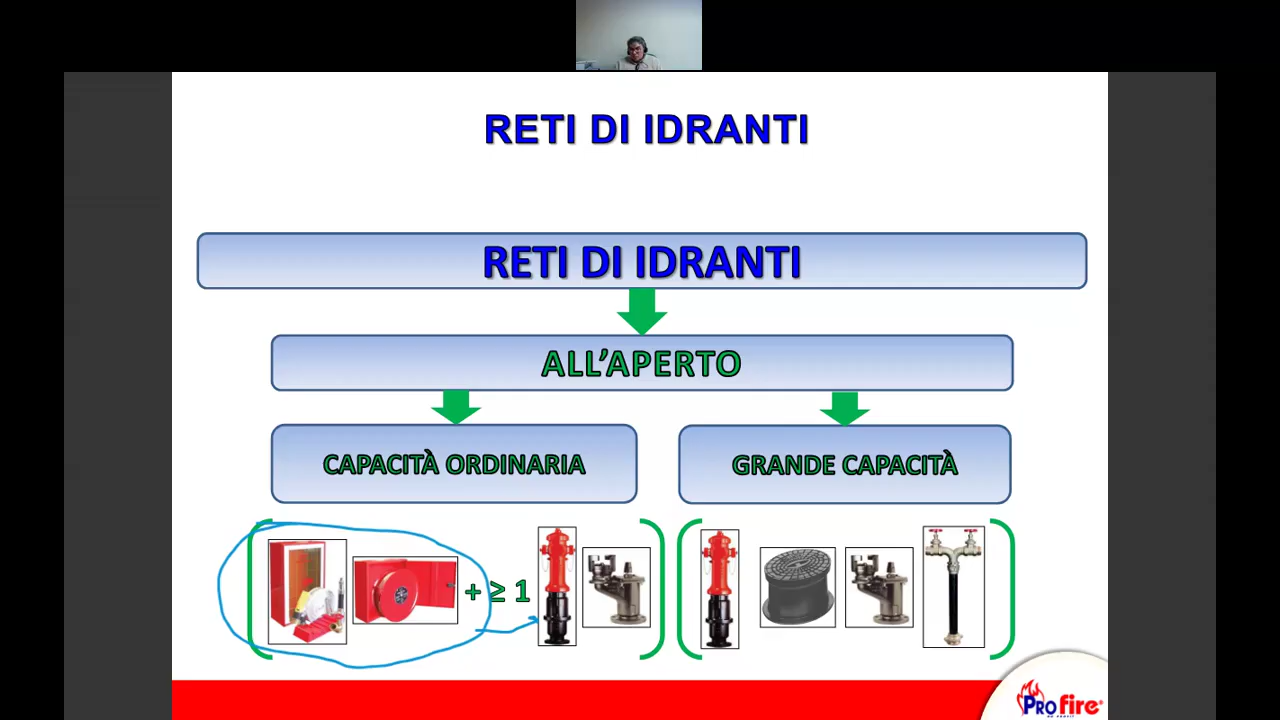 RETI DI IDRANTI
RETI DI IDRANTI
ALL'APERTO
CAPACITÀ ORDINARIA
GRANDE CAPACITÀ
+ ≥ 1
PROfire®